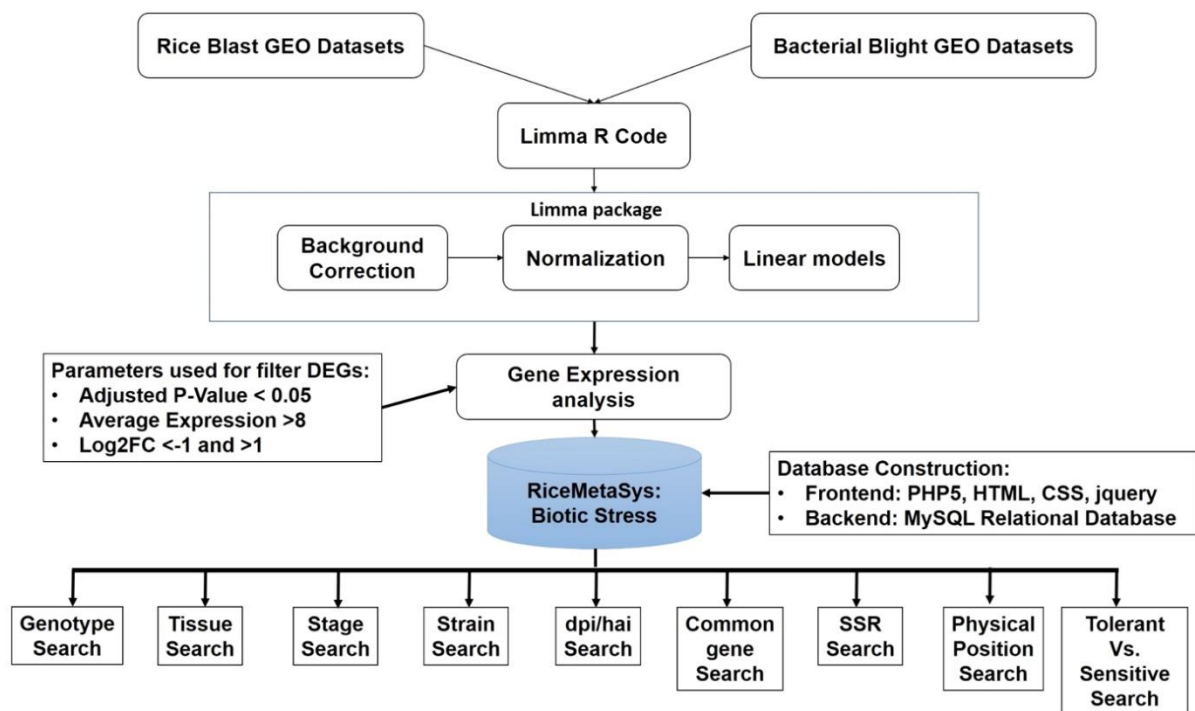 Rice Blast GEO Datasets
Bacterial Blight GEO Datasets
Limma R Code
Limma package
Background
Correction
Normalization
Linear models
Parameters used for filter DEGs:
• Adjusted P-Value < 0.05
• Average Expression >8
• Log2FC <-1 and >1
Gene Expression
analysis
RiceMetaSys:
Biotic Stress
Database Construction:
• Frontend: PHP5, HTML, CSS, jquery
• Backend: MySQL Relational Database
Genotype
Search
Tissue
Search
Stage
Search
Strain
Search
dpi/hai
Search
Common
gene
Search
SSR
Search
Physical
Position
Search
Tolerant
Vs.
Sensitive
Search